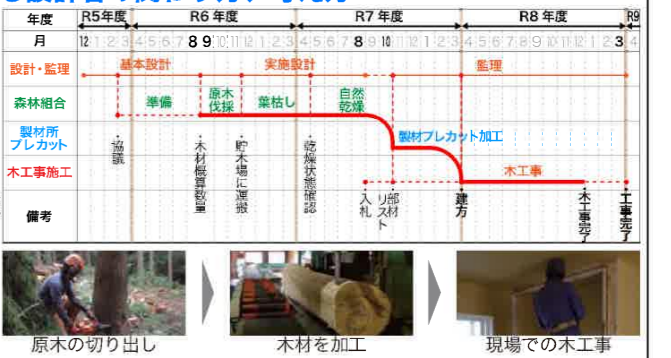 年度 R5年度 R6年度 R7年度 R8年度 R9
月 12 1 2 3 4 5 6 7 8 9 10 11 12 1 2 3 4 5 6 7 8 9 10 11 12 1 2 3 4 5 6 7 8 9 10 11 12 1 2 3 4
設計・監理 基本設計 実施設計 監理
森林組合 準備 原木伐採 葉枯し 自然乾燥
製材所プレカット 製材プレカット加工
木工事施工 木工事
備考
・協議
・木材概算数量
・貯木場に運搬
・乾燥状態確認
・入札
・部材リスト
・建方
・木工事完了
・工事完了
原木の切り出し
木材を加工
現場での木工事